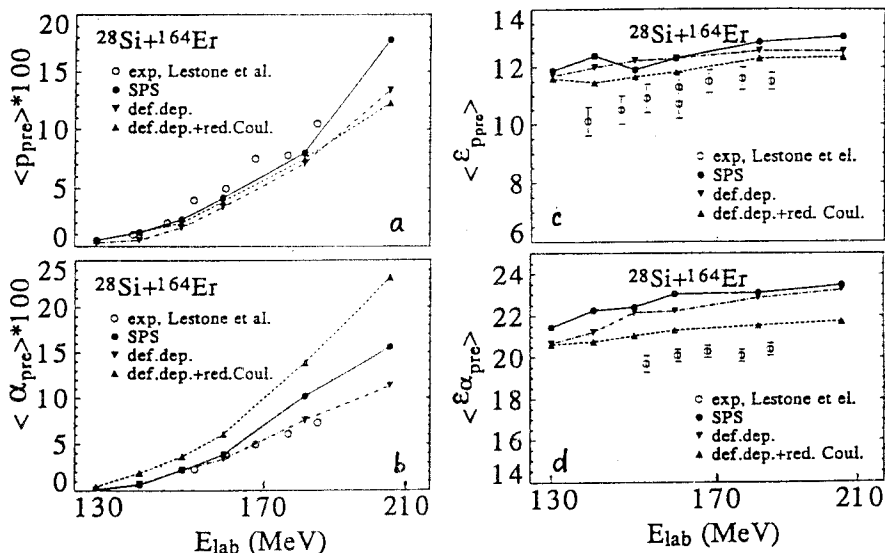 <p_pre>*100
20
15
10
5
0
28Si+164Er
exp, Lestone et al.
SPS
def.dep.
def.dep.+red.Coul.
a
<ε_p_pre>
14
12
10
8
6
28Si+164Er
exp, Lestone et el.
SPS
def.dep.
def.dep.+red. Coul.
c
< α_pre>*100
25
20
15
10
5
0
28Si+164Er
exp, Lestone et al.
SPS
def.dep.
def.dep.+red.Coul.
b
130
170
210
E_lab (MeV)
<ε_α_pre>
24
22
20
18
16
14
28Si+164Er
exp, Lestone et el.
SPS
def.dep.
def.dep.+red. Coul.
d
130
170
210
E_lab (MeV)